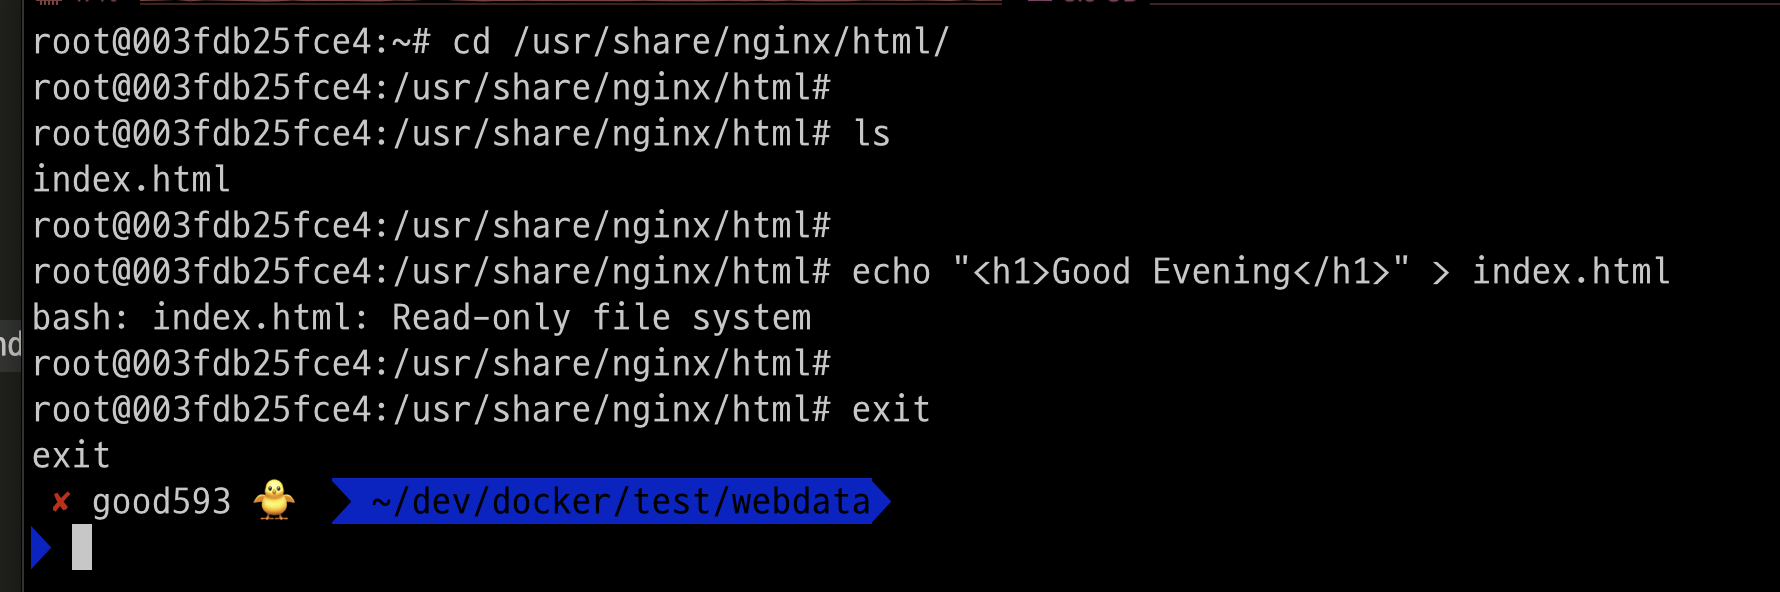 root@003fdb25fce4:~# cd /usr/share/nginx/html/
root@003fdb25fce4:/usr/share/nginx/html#
root@003fdb25fce4:/usr/share/nginx/html# ls
index.html
root@003fdb25fce4:/usr/share/nginx/html#
root@003fdb25fce4:/usr/share/nginx/html# echo "<h1>Good Evening</h1>" > index.html
bash: index.html: Read-only file system
root@003fdb25fce4:/usr/share/nginx/html#
root@003fdb25fce4:/usr/share/nginx/html# exit
exit
✘ good593 🐥 ~/dev/docker/test/webdata